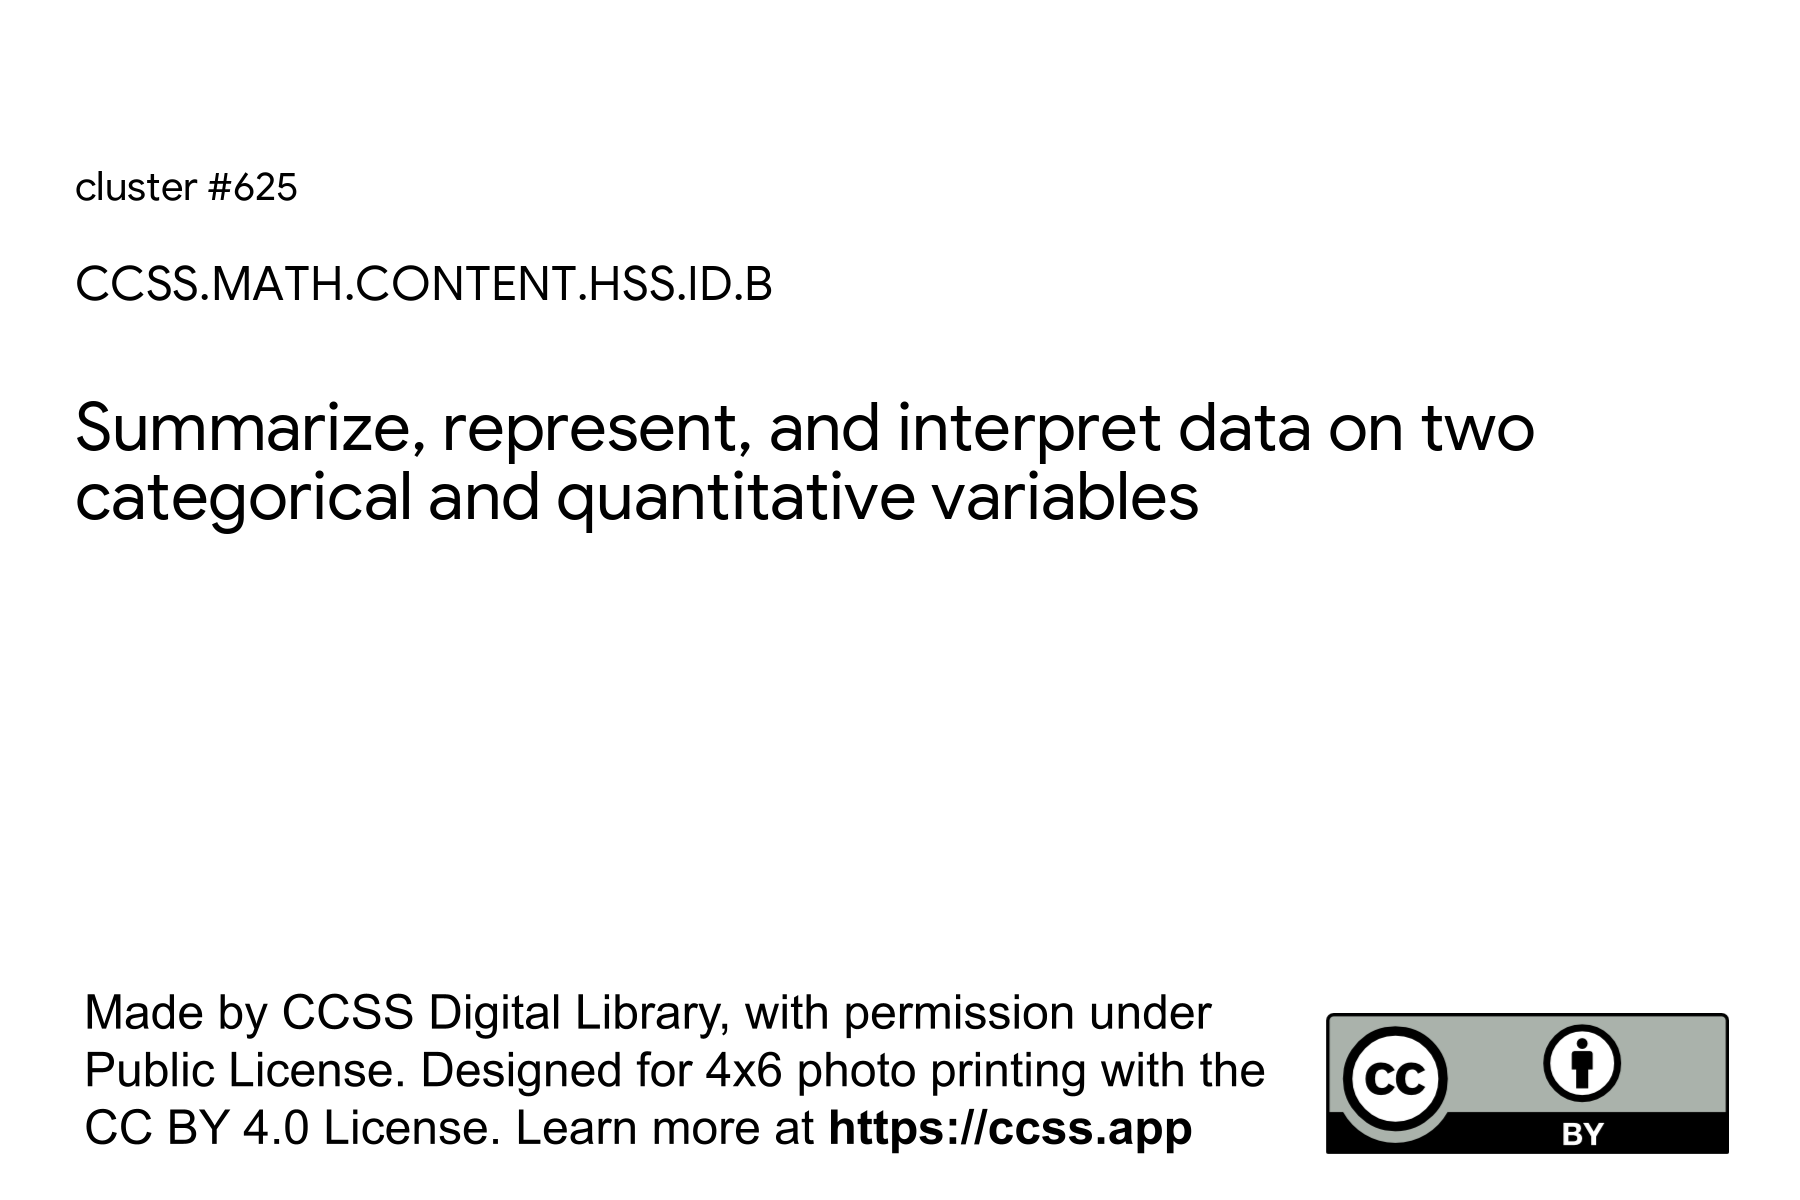 cluster #625
CCSS.MATH.CONTENT.HSS.ID.B
Summarize, represent, and interpret data on two
categorical and quantitative variables
Made by CCSS Digital Library, with permission under
Public License. Designed for 4x6 photo printing with the
CC BY 4.0 License. Learn more at https://ccss.app
CC
BY